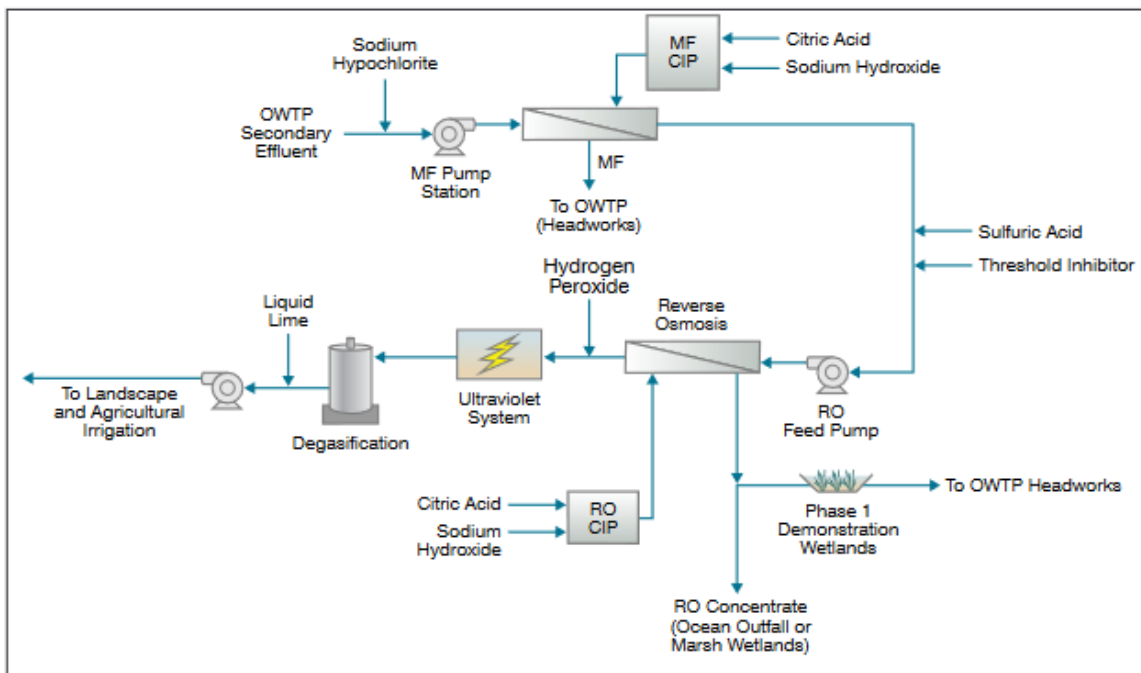 Sodium
Hypochlorite
MF
CIP
Citric Acid
Sodium Hydroxide
OWTP
Secondary
Effluent
MF Pump
Station
MF
To OWTP
(Headworks)
Sulfuric Acid
Threshold Inhibitor
Hydrogen
Peroxide
Liquid
Lime
Reverse
Osmosis
To Landscape
and Agricultural
Irrigation
Degasification
Ultraviolet
System
RO
Feed Pump
Citric Acid
Sodium
Hydroxide
RO
CIP
To OWTP Headworks
Phase 1
Demonstration
Wetlands
RO Concentrate
(Ocean Outfall or
Marsh Wetlands)